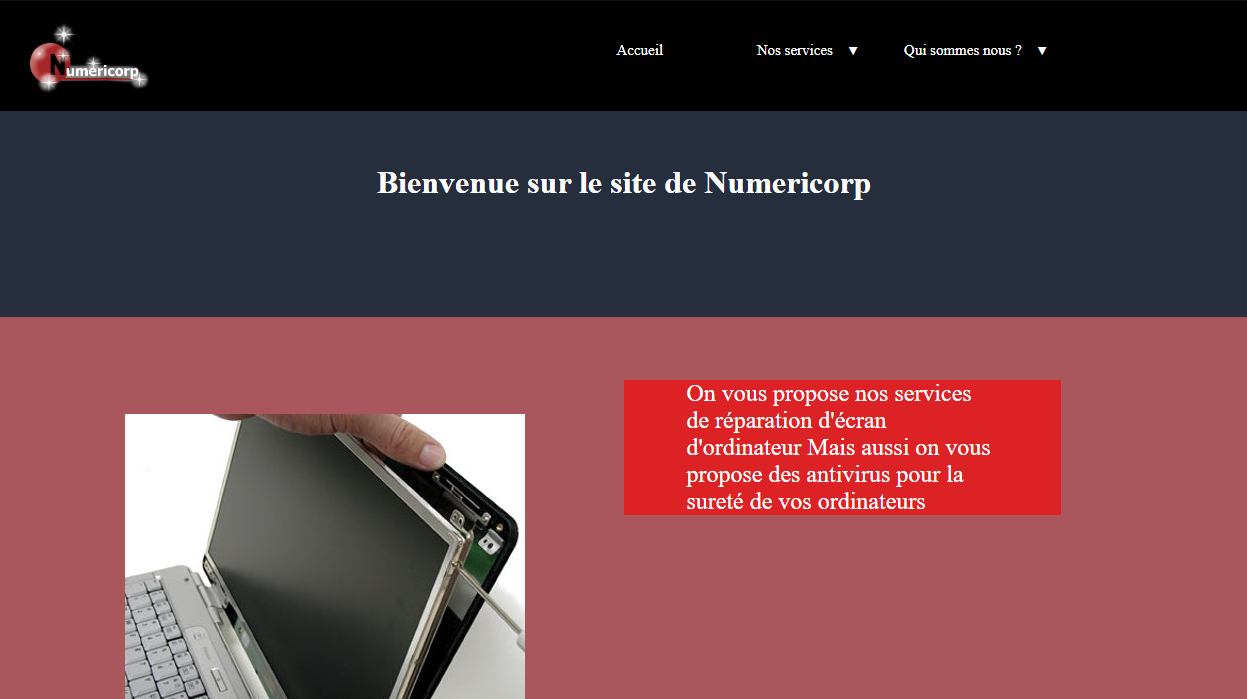 Numericorp
Accueil
Nos services ▼
Qui sommes nous ? ▼
Bienvenue sur le site de Numericorp
On vous propose nos services
de réparation d'écran
d'ordinateur Mais aussi on vous
propose des antivirus pour la
sureté de vos ordinateurs